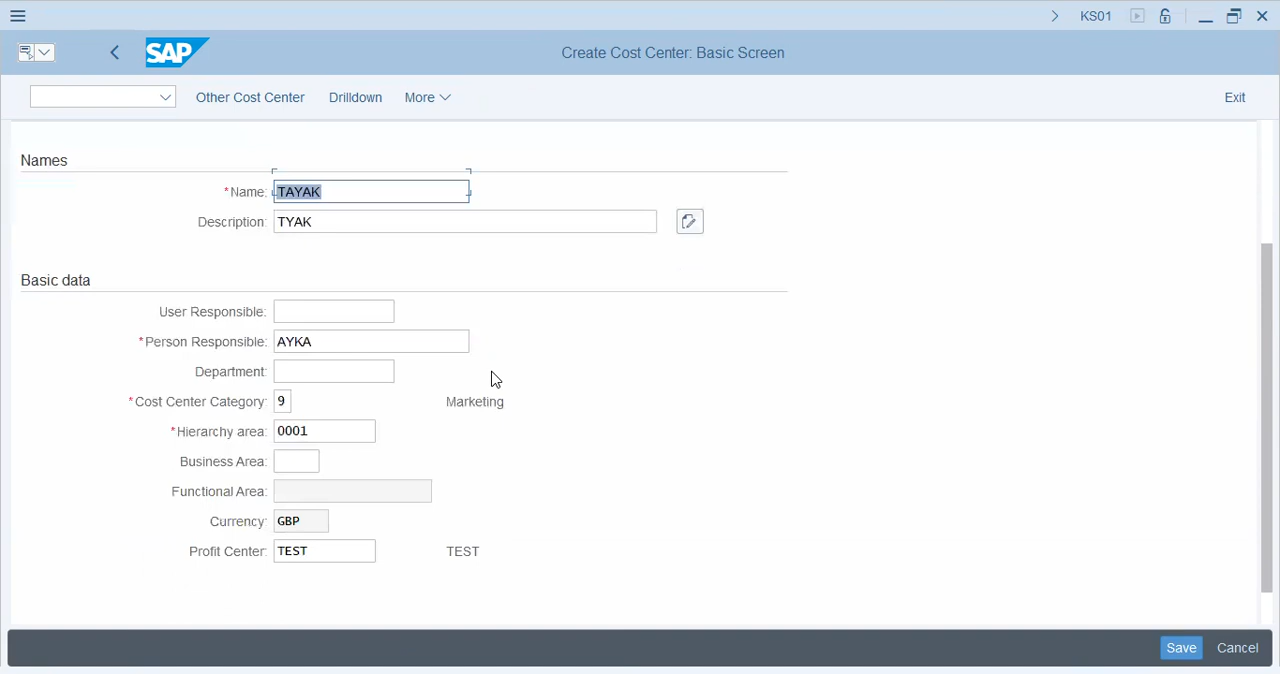 KS01
SAP
Create Cost Center: Basic Screen
Other Cost Center Drilldown More Exit
Names
*Name: TAYAK
Description: TYAK
Basic data
User Responsible:
*Person Responsible: AYKA
Department:
*Cost Center Category: 9 Marketing
*Hierarchy area: 0001
Business Area:
Functional Area:
Currency: GBP
Profit Center: TEST TEST
Save Cancel